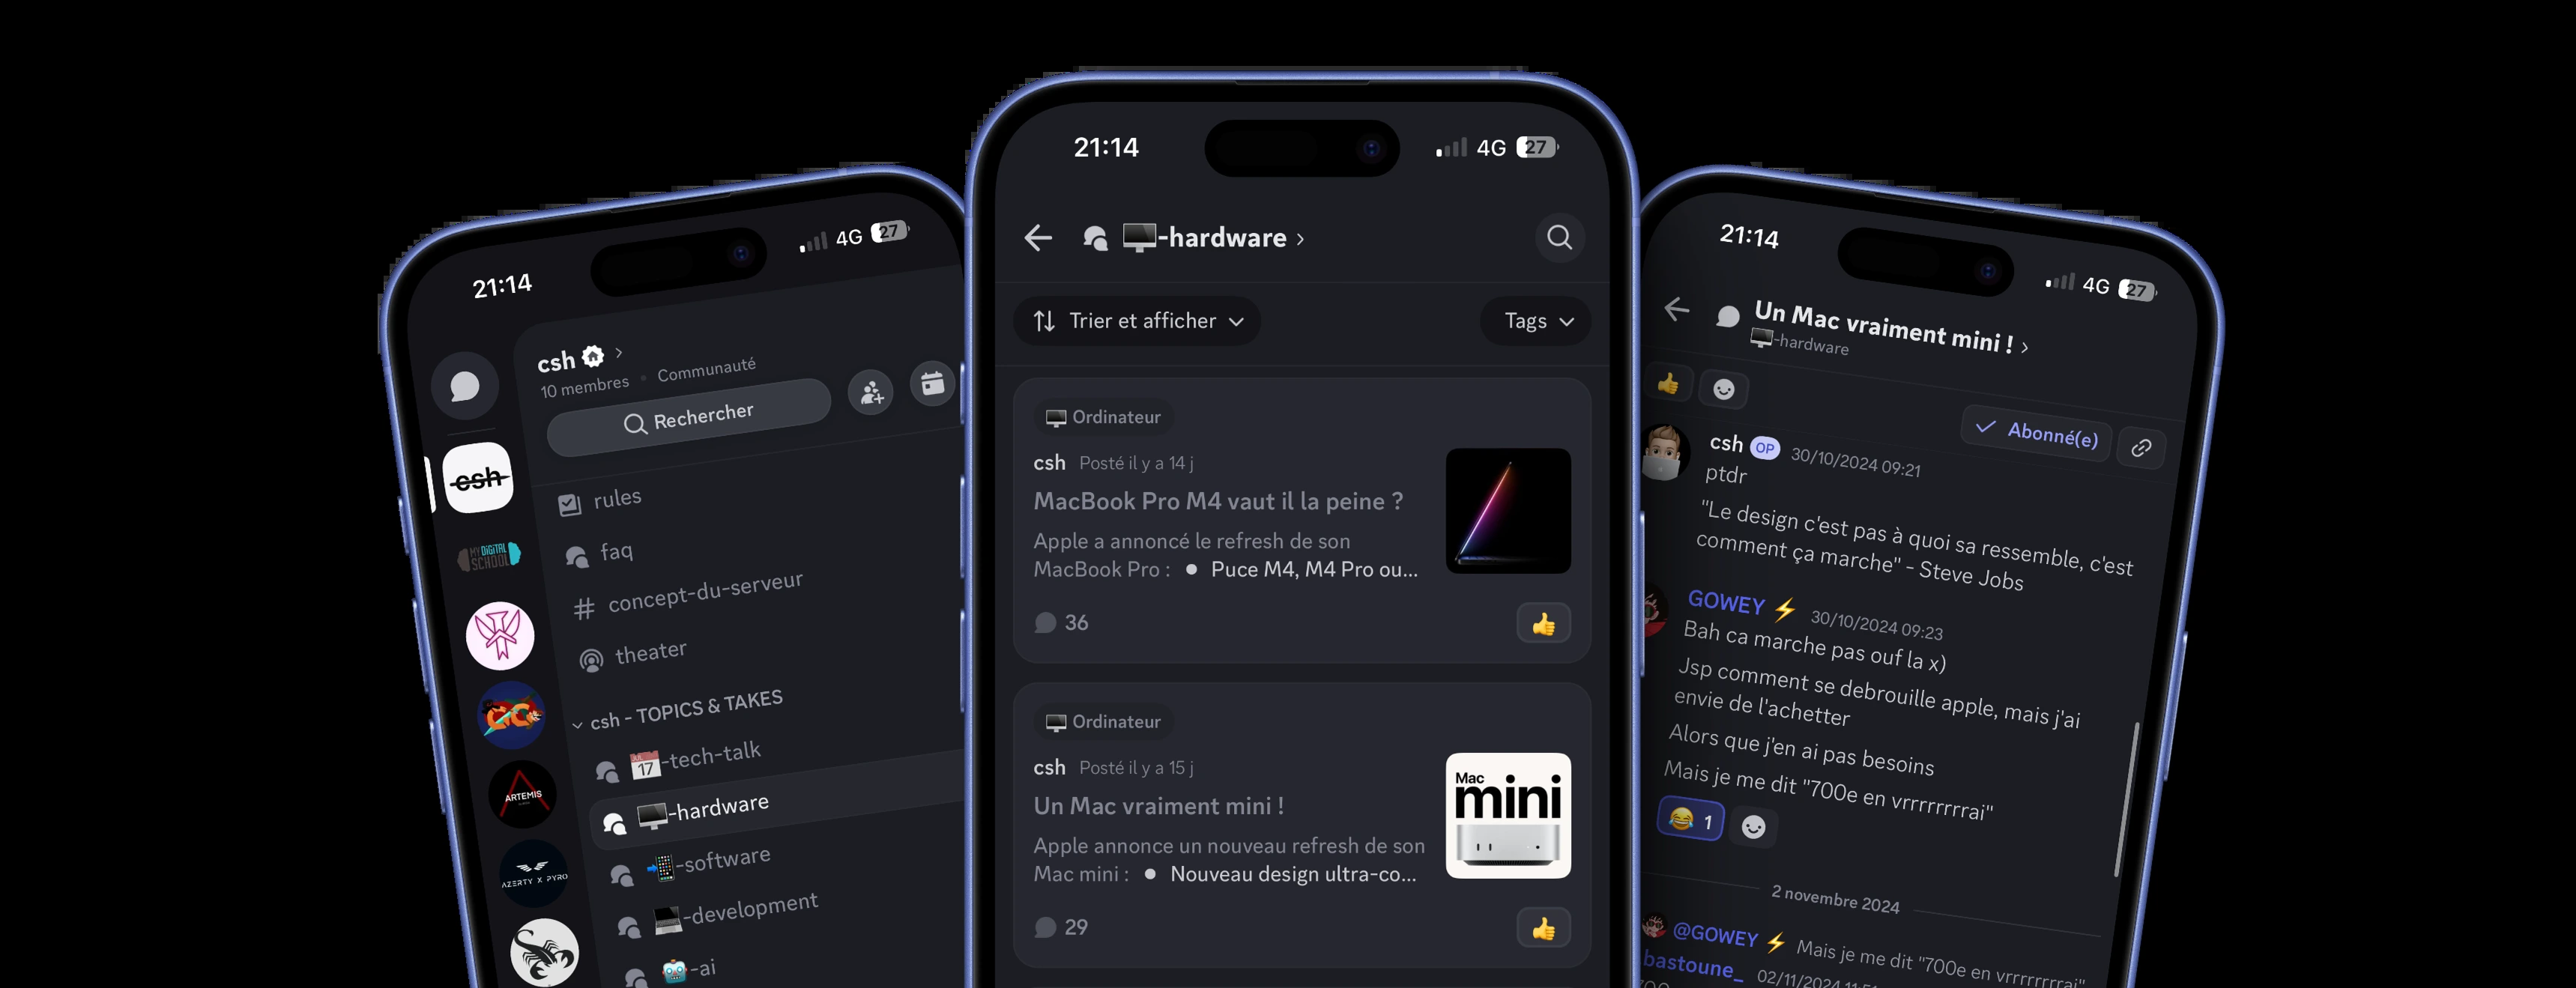 21:14
4G 27
csh
10 membres • Communauté
Rechercher
csh
MY DIGITAL
SCHOOL
ARTEMIS
AZERTY X PYRO
rules
faq
concept-du-serveur
theater
csh - TOPICS & TAKES
JUL
17
-tech-talk
-hardware
-software
-development
-ai
21:14
4G 27
-hardware
Trier et afficher
Tags
Ordinateur
csh Posté il y a 14 j
MacBook Pro M4 vaut il la peine ?
Apple a annoncé le refresh de son
MacBook Pro : ● Puce M4, M4 Pro ou...
36
Ordinateur
csh Posté il y a 15 j
Un Mac vraiment mini !
Apple annonce un nouveau refresh de son
Mac mini : ● Nouveau design ultra-co...
29
Mac
mini
21:14
4G 27
Un Mac vraiment mini !
-hardware
Abonné(e)
csh OP 30/10/2024 09:21
ptdr
"Le design c'est pas à quoi sa ressemble, c'est
comment ça marche" - Steve Jobs
GOWEY 30/10/2024 09:23
Bah ca marche pas ouf la x)
Jsp comment se debrouille apple, mais j'ai
envie de l'achetter
Alors que j'en ai pas besoins
Mais je me dit "700e en vrrrrrrrrai"
1
2 novembre 2024
@GOWEY Mais je me dit "700e en vrrrrrrrrai"
bastoune_ 02/11/2024